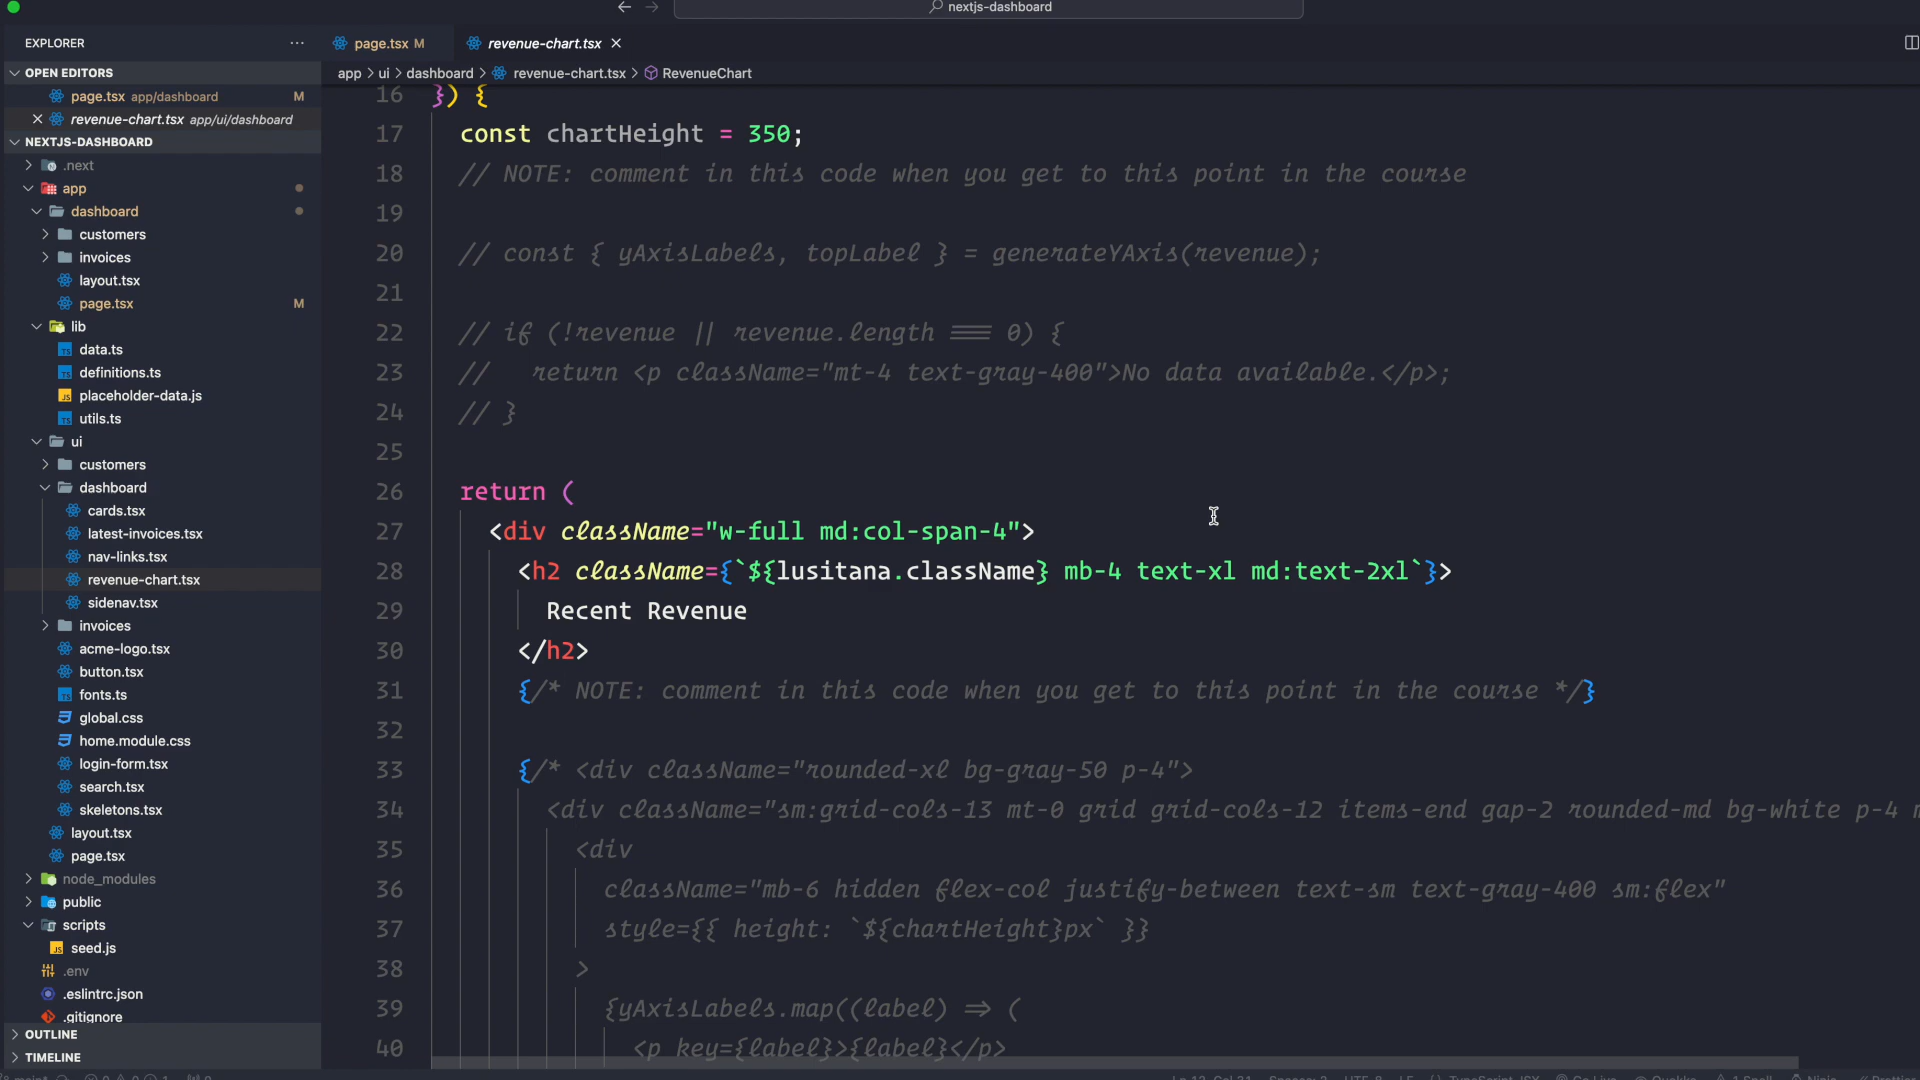 nextjs-dashboard
EXPLORER
page.tsx M
revenue-chart.tsx
OPEN EDITORS
page.tsx app/dashboard M
revenue-chart.tsx app/ui/dashboard
NEXTJS-DASHBOARD
.next
app
dashboard
customers
invoices
layout.tsx
page.tsx M
lib
data.ts
definitions.ts
placeholder-data.js
utils.ts
ui
customers
dashboard
cards.tsx
latest-invoices.tsx
nav-links.tsx
revenue-chart.tsx
sidenav.tsx
invoices
acme-logo.tsx
button.tsx
fonts.ts
global.css
home.module.css
login-form.tsx
search.tsx
skeletons.tsx
layout.tsx
page.tsx
node_modules
public
scripts
seed.js
.env
.eslintrc.json
.gitignore
OUTLINE
TIMELINE
app > ui > dashboard > revenue-chart.tsx > RevenueChart
16 }) {
17 const chartHeight = 350;
18 // NOTE: comment in this code when you get to this point in the course
19
20 // const { yAxisLabels, topLabel } = generateYAxis(revenue);
21
22 // if (!revenue || revenue.length === 0) {
23 // return <p className="mt-4 text-gray-400">No data available.</p>;
24 // }
25
26 return (
27 <div className="w-full md:col-span-4">
28 <h2 className={`${lusitana.className} mb-4 text-xl md:text-2xl`}>
29 Recent Revenue
30 </h2>
31 {/* NOTE: comment in this code when you get to this point in the course */}
32
33 {/* <div className="rounded-xl bg-gray-50 p-4">
34 <div className="sm:grid-cols-13 mt-0 grid grid-cols-12 items-end gap-2 rounded-md bg-white p-4
35 <div
36 className="mb-6 hidden flex-col justify-between text-sm text-gray-400 sm:flex"
37 style={{ height: `${chartHeight}px` }}
38 >
39 {yAxisLabels.map((label) => (
40 <p key={label}>{label}</p>